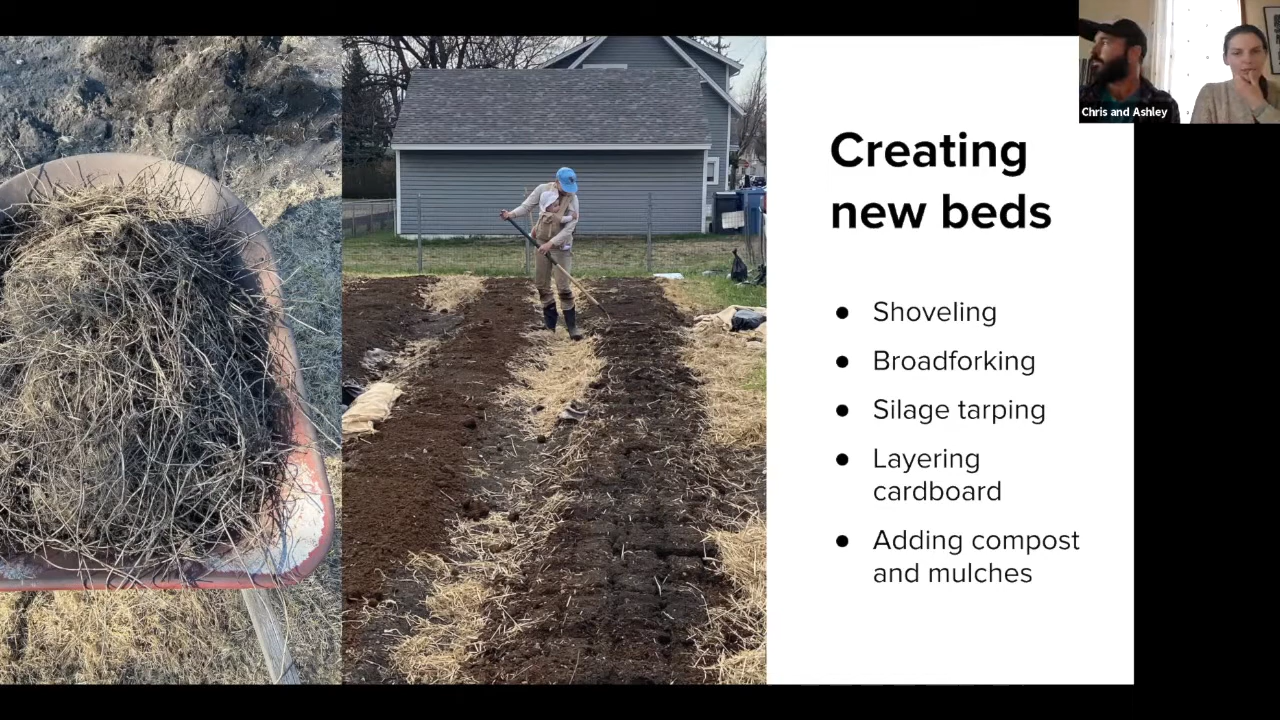 Chris and Ashley
Creating
new beds
● Shoveling
● Broadforking
● Silage tarping
● Layering
cardboard
● Adding compost
and mulches